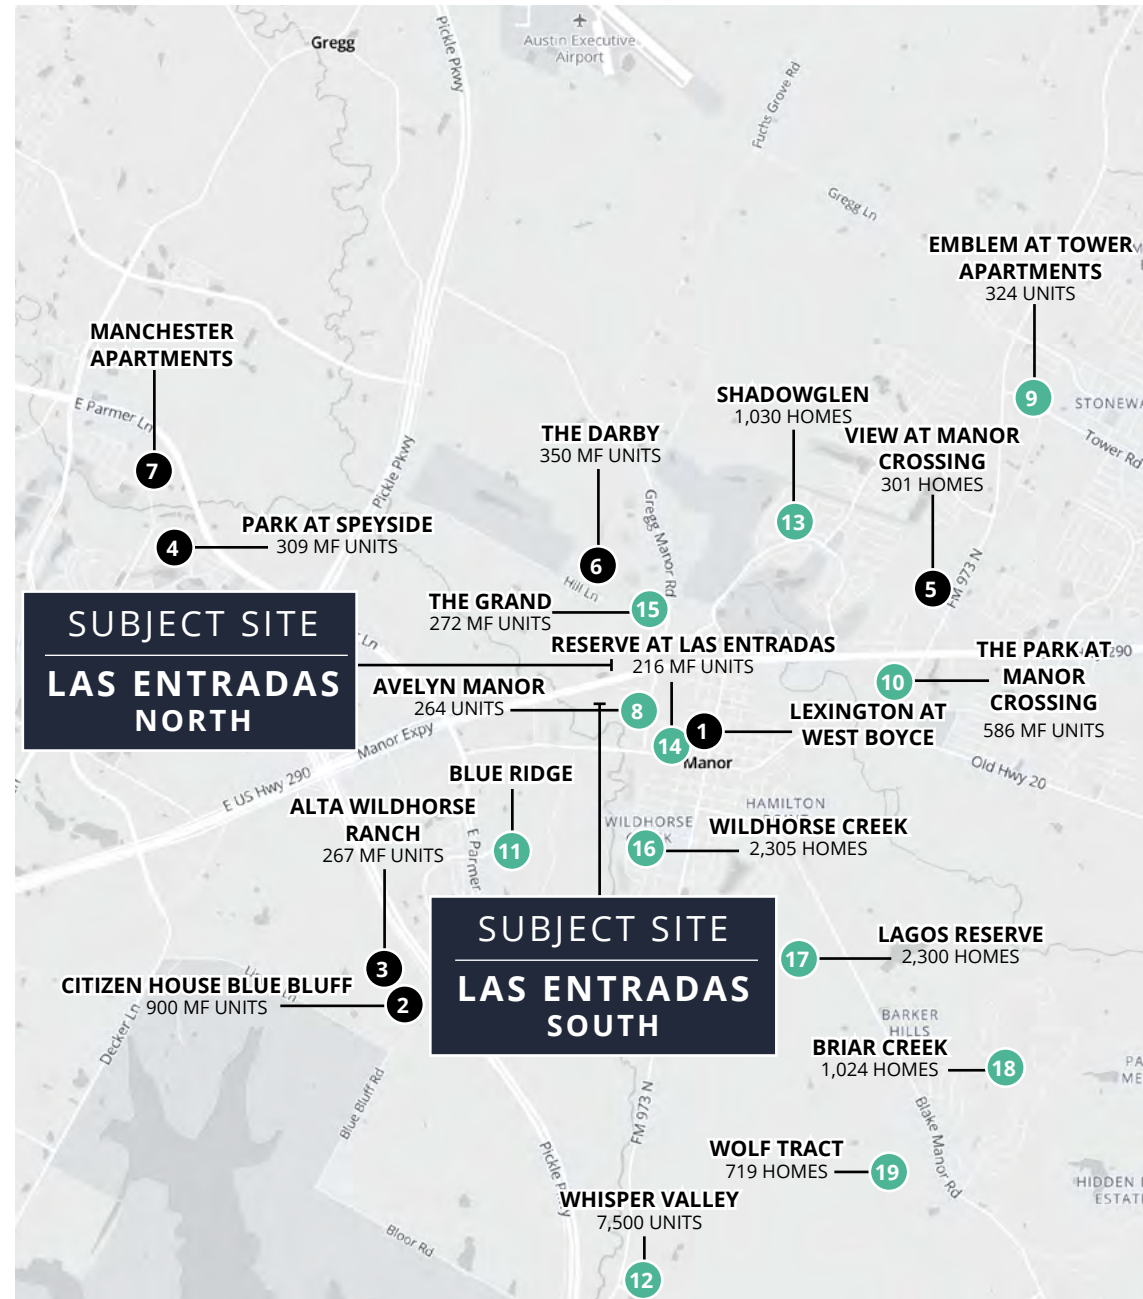 Gregg
Pickle Pkwy
Austin Executive
Airport
Fuchs Grove Rd
Gregg Ln
EMBLEM AT TOWER
APARTMENTS
324 UNITS
MANCHESTER
APARTMENTS
E Parmer Ln
7
Pickle Pkwy
SHADOWGLEN
1,030 HOMES
9
STONEWA
Tower Rd
THE DARBY
350 MF UNITS
VIEW AT MANOR
CROSSING
301 HOMES
Gregg Manor Rd
13
4
PARK AT SPEYSIDE
309 MF UNITS
6
Hill Ln
5
FM 973 N
SUBJECT SITE
LAS ENTRADAS
NORTH
THE GRAND
272 MF UNITS
15
RESERVE AT LAS ENTRADAS
216 MF UNITS
290
THE PARK AT
MANOR
CROSSING
586 MF UNITS
10
AVELYN MANOR
264 UNITS
8
14
1
LEXINGTON AT
WEST BOYCE
Manor
Manor Expy
E US Hwy 290
Old Hwy 20
BLUE RIDGE
11
ALTA WILDHORSE
RANCH
267 MF UNITS
E Parmer
HAMILTON
WILDHORSE
16
WILDHORSE CREEK
2,305 HOMES
SUBJECT SITE
LAS ENTRADAS
SOUTH
17
LAGOS RESERVE
2,300 HOMES
3
CITIZEN HOUSE BLUE BLUFF
900 MF UNITS
2
Decker Ln
BARKER
HILLS
BRIAR CREEK
1,024 HOMES
18
Blue Bluff Rd
FM 973 N
Blake Manor Rd
Pickle Pkwy
WOLF TRACT
719 HOMES
19
HIDDEN
ESTAT
WHISPER VALLEY
7,500 UNITS
Bloor Rd
12